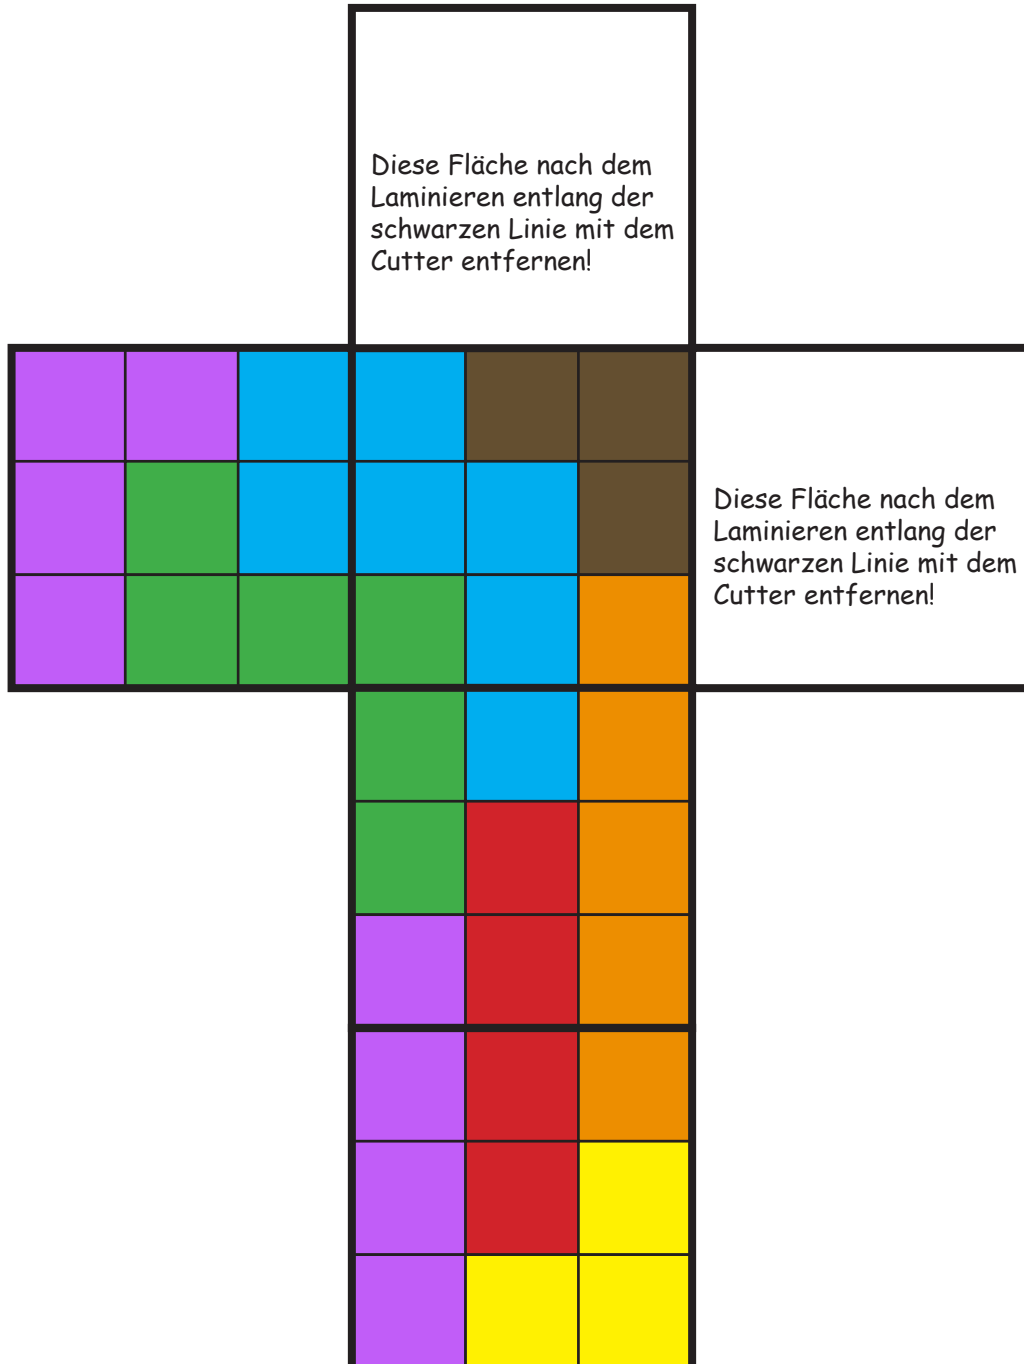 Diese Fläche nach dem
Laminieren entlang der
schwarzen Linie mit dem
Cutter entfernen!
Diese Fläche nach dem
Laminieren entlang der
schwarzen Linie mit dem
Cutter entfernen!